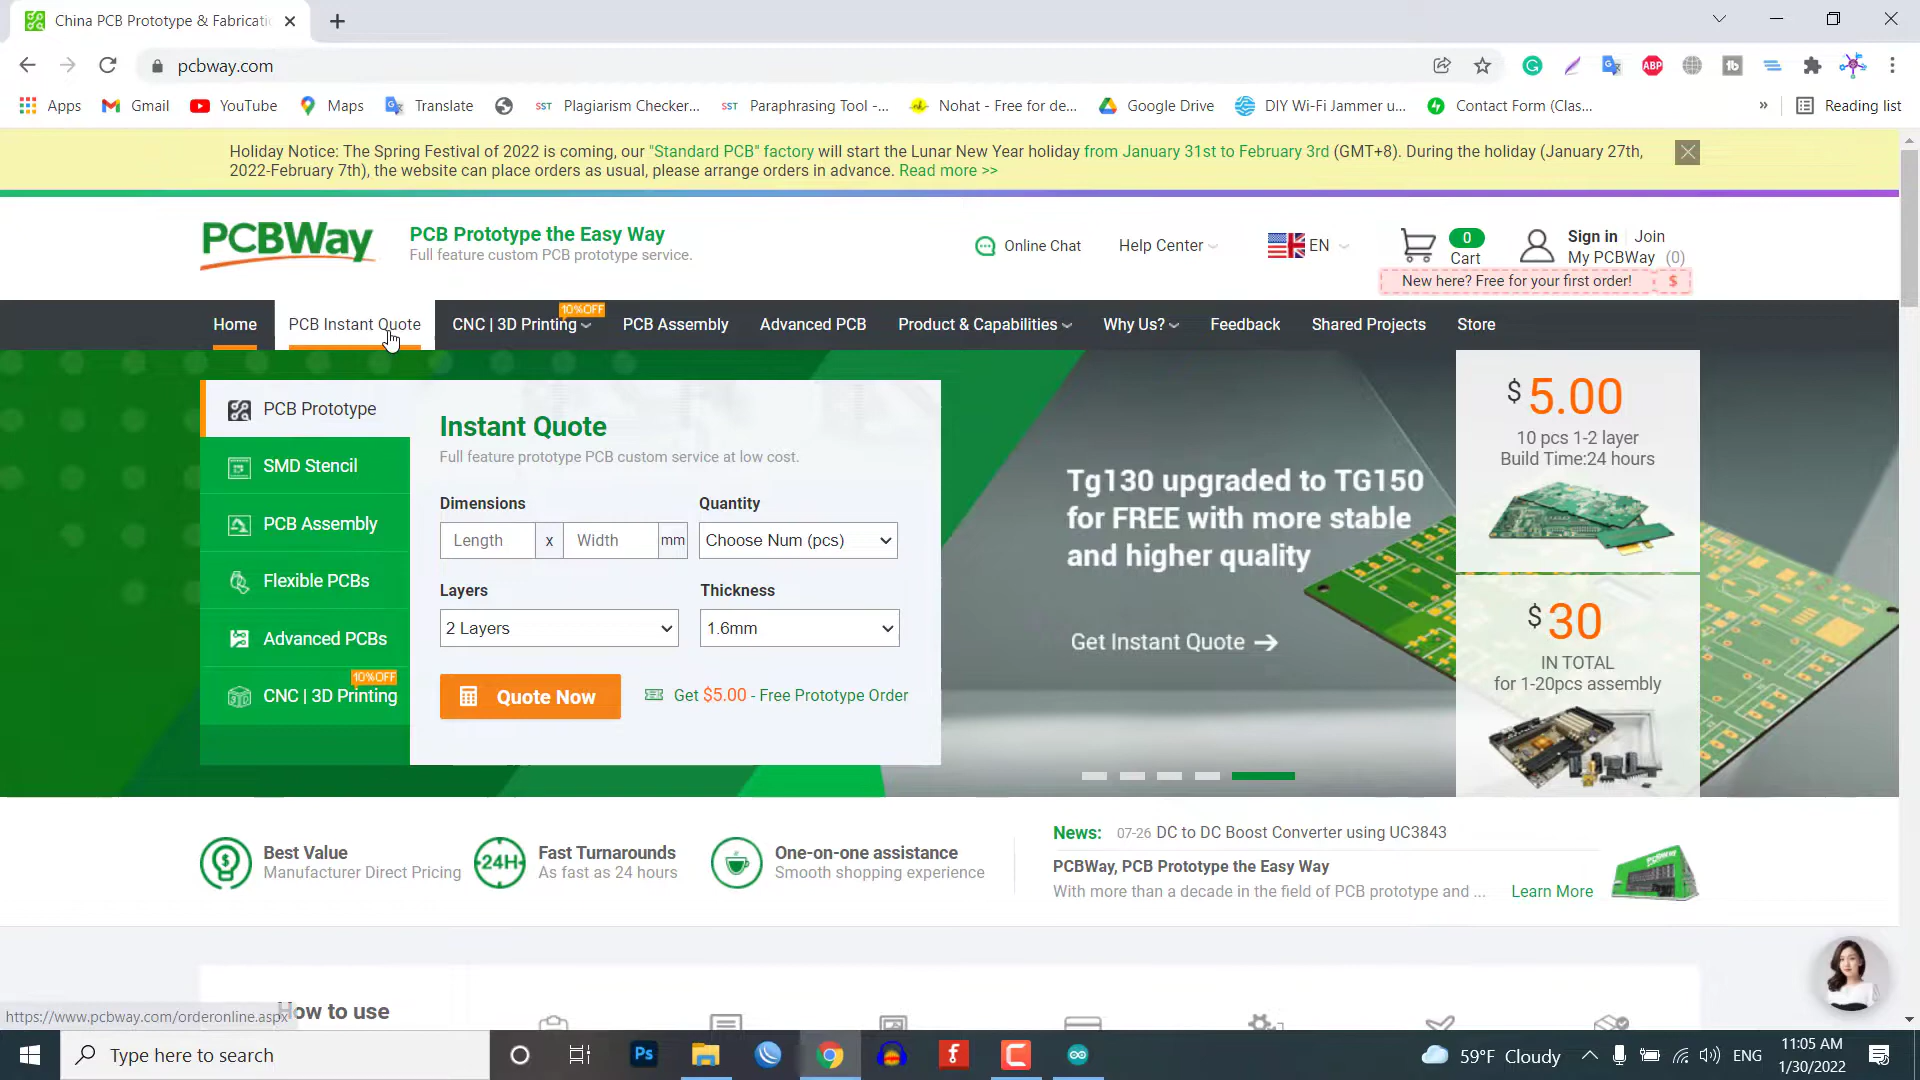 China PCB Prototype & Fabricati
pcbway.com
Apps
Gmail
YouTube
Maps
Translate
SST Plagiarism Checker...
SST Paraphrasing Tool -...
Nohat - Free for de...
Google Drive
DIY Wi-Fi Jammer u...
Contact Form (Clas...
»
Reading list
ABP
Holiday Notice: The Spring Festival of 2022 is coming, our "Standard PCB" factory will start the Lunar New Year holiday from January 31st to February 3rd (GMT+8). During the holiday (January 27th,
2022-February 7th), the website can place orders as usual, please arrange orders in advance. Read more >>
PCBWay
PCB Prototype the Easy Way
Full feature custom PCB prototype service.
Online Chat
Help Center
EN
0
Cart
Sign in | Join
My PCBWay (0)
New here? Free for your first order! $
Home
PCB Instant Quote
CNC | 3D Printing
10%OFF
PCB Assembly
Advanced PCB
Product & Capabilities
Why Us?
Feedback
Shared Projects
Store
PCB Prototype
SMD Stencil
PCB Assembly
Flexible PCBs
Advanced PCBs
10%OFF
CNC | 3D Printing
Instant Quote
Full feature prototype PCB custom service at low cost.
Dimensions
Quantity
Length x Width mm
Choose Num (pcs)
Layers
Thickness
2 Layers
1.6mm
Quote Now
Get $5.00 - Free Prototype Order
Tg130 upgraded to TG150
for FREE with more stable
and higher quality
Get Instant Quote
$ 5.00
10 pcs 1-2 layer
Build Time:24 hours
$ 30
IN TOTAL
for 1-20pcs assembly
Best Value
Manufacturer Direct Pricing
24H
Fast Turnarounds
As fast as 24 hours
One-on-one assistance
Smooth shopping experience
News: 07-26 DC to DC Boost Converter using UC3843
PCBWay, PCB Prototype the Easy Way
With more than a decade in the field of PCB prototype and ... Learn More
How to use
https://www.pcbway.com/orderonline.aspx
Type here to search
Ps
59°F Cloudy
ENG
11:05 AM
1/30/2022